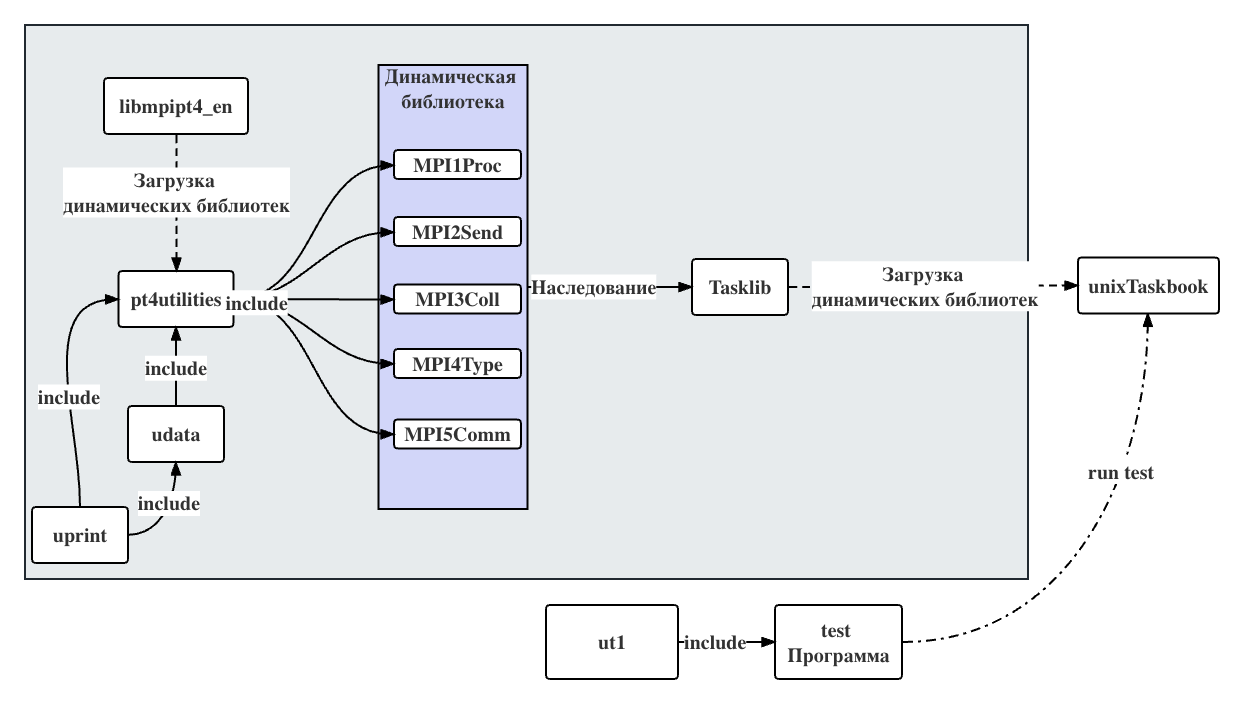 Динамическая
библиотека
libmpipt4_en
Загрузка
динамических библиотек
MPI1Proc
MPI2Send
MPI3Coll
MPI4Type
MPI5Comm
pt4utilities
include
Наследование
Tasklib
Загрузка
динамических библиотек
unixTaskbook
include
include
udata
include
uprint
run test
ut1
include
test
Программа